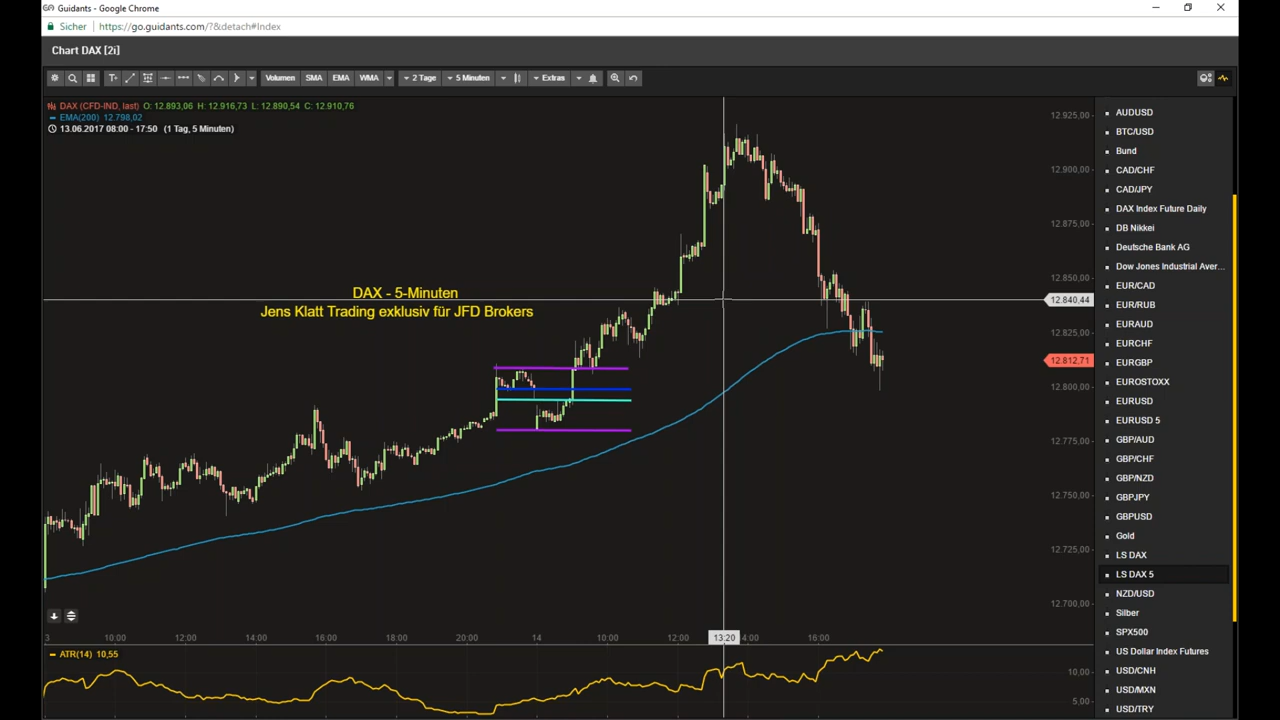 Guidants - Google Chrome
Sicher https://go.guidants.com/?&detach#Index
Chart DAX [2i]
T+ Volumen SMA EMA WMA 2 Tage 5 Minuten Extras
DAX (CFD-IND, last) O: 12.893,06 H: 12.916,73 L: 12.890,54 C: 12.910,76
EMA(200) 12.798,02
13.06.2017 08:00 - 17:50 (1 Tag, 5 Minuten)
DAX - 5-Minuten
Jens Klatt Trading exklusiv für JFD Brokers
12.925,00
12.900,00
12.875,00
12.850,00
12.840,44
12.825,00
12.812,71
12.800,00
12.775,00
12.750,00
12.725,00
12.700,00
3 10:00 12:00 14:00 16:00 18:00 20:00 14 10:00 12:00 13:20 4:00 16:00
ATR(14) 10,55
10,00
5,00
AUDUSD
BTC/USD
Bund
CAD/CHF
CAD/JPY
DAX Index Future Daily
DB Nikkei
Deutsche Bank AG
Dow Jones Industrial Aver...
EUR/CAD
EUR/RUB
EURAUD
EURCHF
EURGBP
EUROSTOXX
EURUSD
EURUSD 5
GBP/AUD
GBP/CHF
GBP/NZD
GBPJPY
GBPUSD
Gold
LS DAX
LS DAX 5
NZD/USD
Silber
SPX500
US Dollar Index Futures
USD/CNH
USD/MXN
USD/TRY